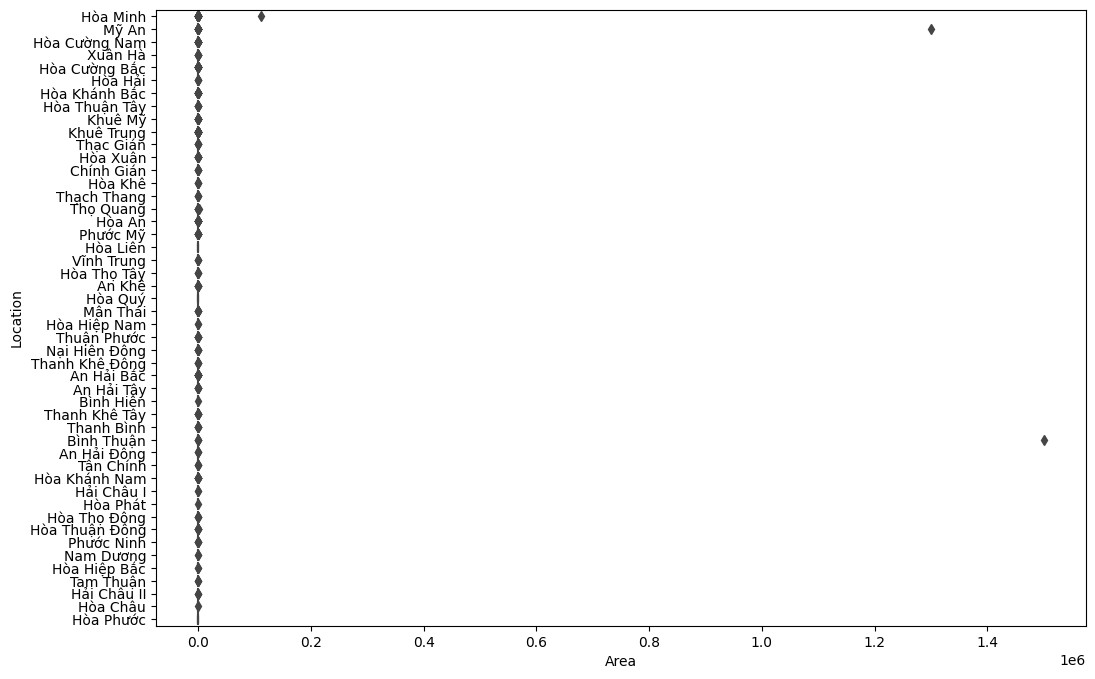 Hòa Minh
Mỹ An
Hòa Cường Nam
Xuân Hà
Hòa Cường Bắc
Hòa Hải
Hòa Khánh Bắc
Hòa Thuận Tây
Khuê Mỹ
Khuê Trung
Thạc Gián
Hòa Xuân
Chính Gián
Hòa Khê
Thạch Thang
Thọ Quang
Hòa An
Phước Mỹ
Hòa Liên
Vĩnh Trung
Hòa Thọ Tây
An Khê
Hòa Quý
Mân Thái
Hòa Hiệp Nam
Thuận Phước
Nại Hiên Đông
Thanh Khê Đông
An Hải Bắc
An Hải Tây
Bình Hiên
Thanh Khê Tây
Thanh Bình
Bình Thuận
An Hải Đông
Tân Chính
Hòa Khánh Nam
Hải Châu I
Hòa Phát
Hòa Thọ Đông
Hòa Thuận Đông
Phước Ninh
Nam Dương
Hòa Hiệp Bắc
Tam Thuận
Hải Châu II
Hòa Châu
Hòa Phước
Location
0.0 0.2 0.4 0.6 0.8 1.0 1.2 1.4
Area
1e6